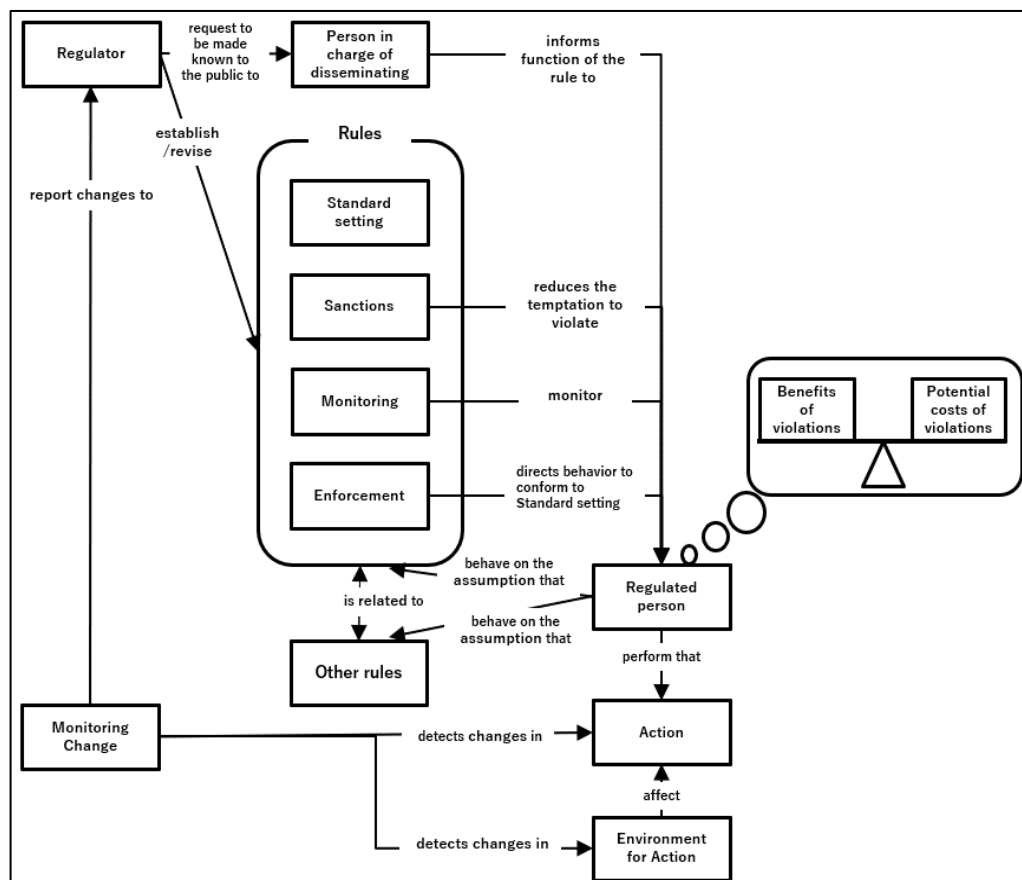 Regulator
request to
be made
known to
the public to
Person in
charge of
disseminating
informs
function of the
rule to
establish
/revise
Rules
report changes to
Standard
setting
Sanctions
reduces the
temptation to
violate
Monitoring
monitor
Benefits
of
violations
Potential
costs of
violations
Enforcement
directs behavior to
conform to
Standard setting
behave on the
assumption that
is related to
Regulated
person
behave on the
assumption that
Other rules
perform that
Monitoring
Change
detects changes in
Action
affect
detects changes in
Environment
for Action